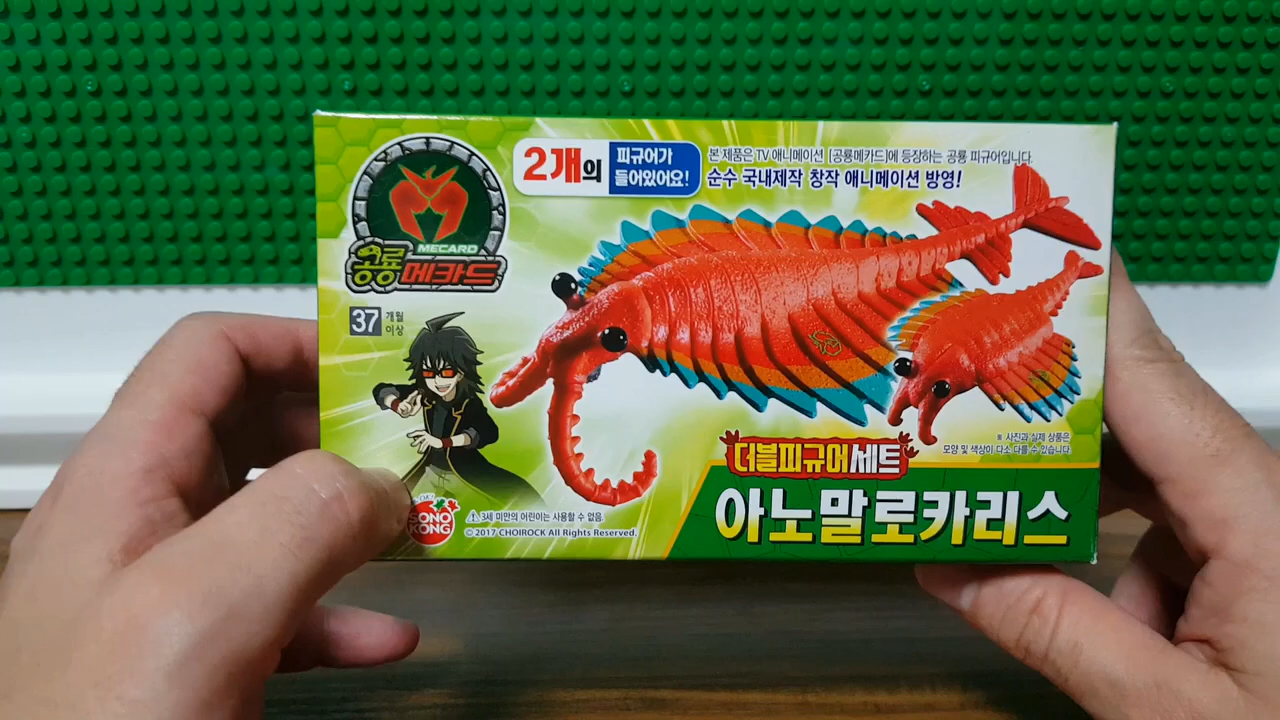 2개의 피규어가
들어있어요!
본 제품은 TV 애니메이션 [공룡메카드]에 등장하는 공룡 피규어입니다.
순수 국내제작 창작 애니메이션 방영!
MECARD
공룡메카드
37 개월
이상
※ 사진과 실제 상품은
모양 및 색상이 다소 다를 수 있습니다.
더블피규어세트
아노말로카리스
OK!
SONO
KONG
⚠ 3세 미만의 어린이는 사용할 수 없음.
© 2017 CHOIROCK All Rights Reserved.